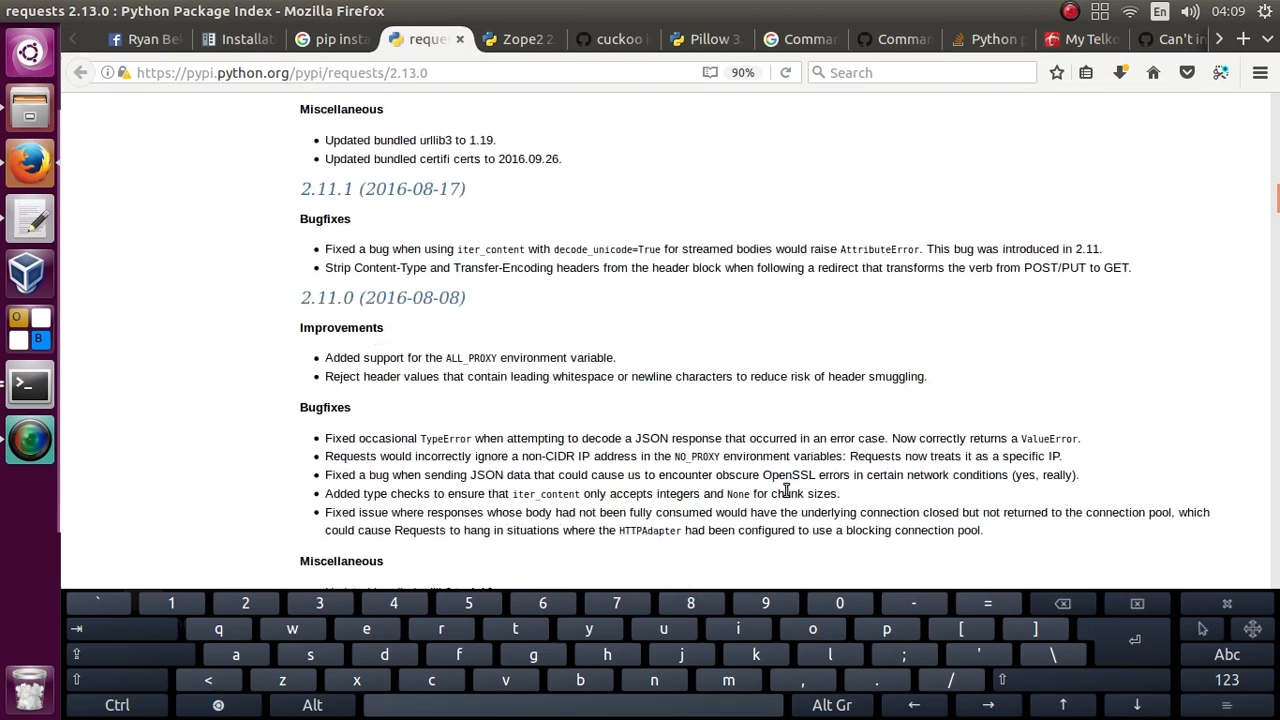 requests 2.13.0 : Python Package Index - Mozilla Firefox
En
04:09
Ryan Be
Installat
pip insta
reque
Zope2 2.
cuckoo i
Pillow 3.
Commar
Comma
Python p
My Telko
Can't in
https://pypi.python.org/pypi/requests/2.13.0
90%
Search
Miscellaneous
Updated bundled urllib3 to 1.19.
Updated bundled certifi certs to 2016.09.26.
2.11.1 (2016-08-17)
Bugfixes
Fixed a bug when using iter_content with decode_unicode=True for streamed bodies would raise AttributeError. This bug was introduced in 2.11.
Strip Content-Type and Transfer-Encoding headers from the header block when following a redirect that transforms the verb from POST/PUT to GET.
2.11.0 (2016-08-08)
Improvements
Added support for the ALL_PROXY environment variable.
Reject header values that contain leading whitespace or newline characters to reduce risk of header smuggling.
Bugfixes
Fixed occasional TypeError when attempting to decode a JSON response that occurred in an error case. Now correctly returns a ValueError.
Requests would incorrectly ignore a non-CIDR IP address in the NO_PROXY environment variables: Requests now treats it as a specific IP.
Fixed a bug when sending JSON data that could cause us to encounter obscure OpenSSL errors in certain network conditions (yes, really).
Added type checks to ensure that iter_content only accepts integers and None for chunk sizes.
Fixed issue where responses whose body had not been fully consumed would have the underlying connection closed but not returned to the connection pool, which
could cause Requests to hang in situations where the HTTPAdapter had been configured to use a blocking connection pool.
Miscellaneous
` 1 2 3 4 5 6 7 8 9 0 - =
q w e r t y u i o p [ ]
a s d f g h j k l ; ' \ Abc
< z x c v b n m , . / 123
Ctrl Alt Alt Gr